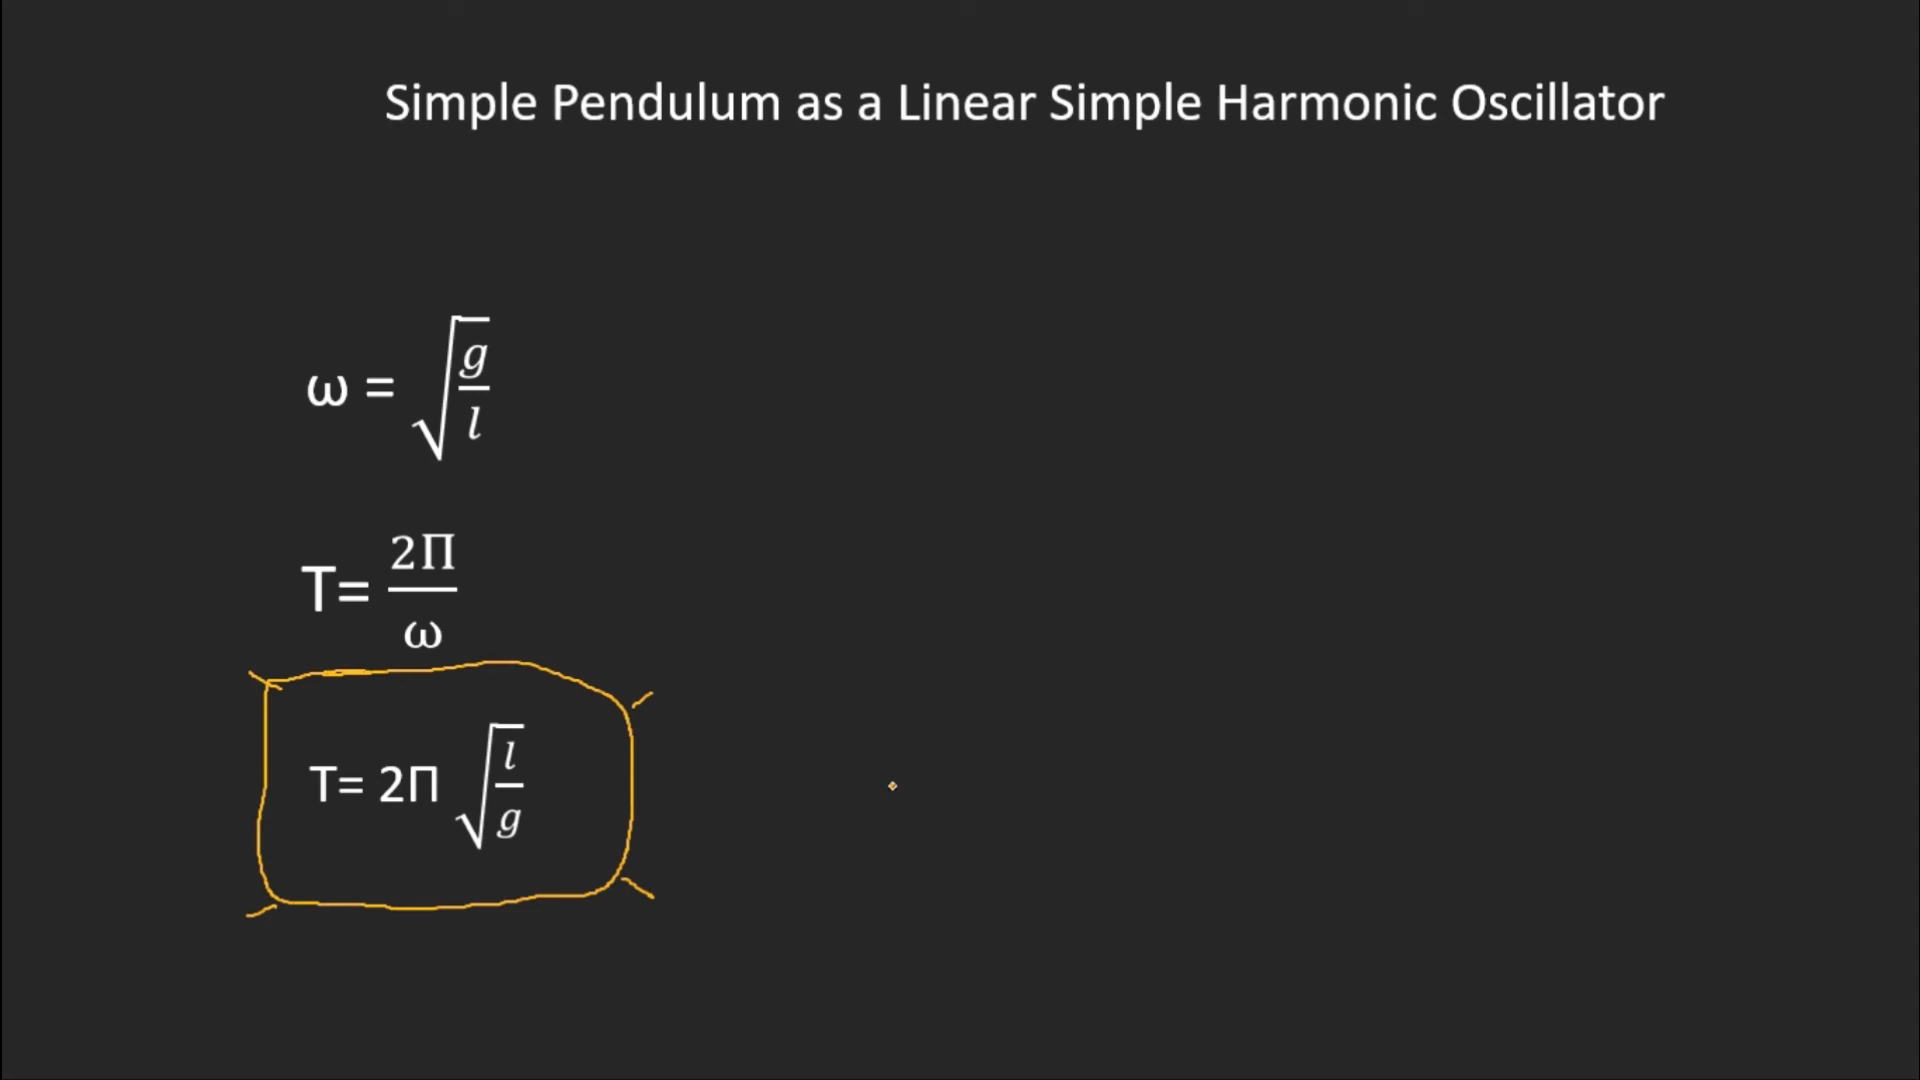 Simple Pendulum as a Linear Simple Harmonic Oscillator
ω = √(g/l)
T= 2Π/ω
T= 2Π √(l/g)